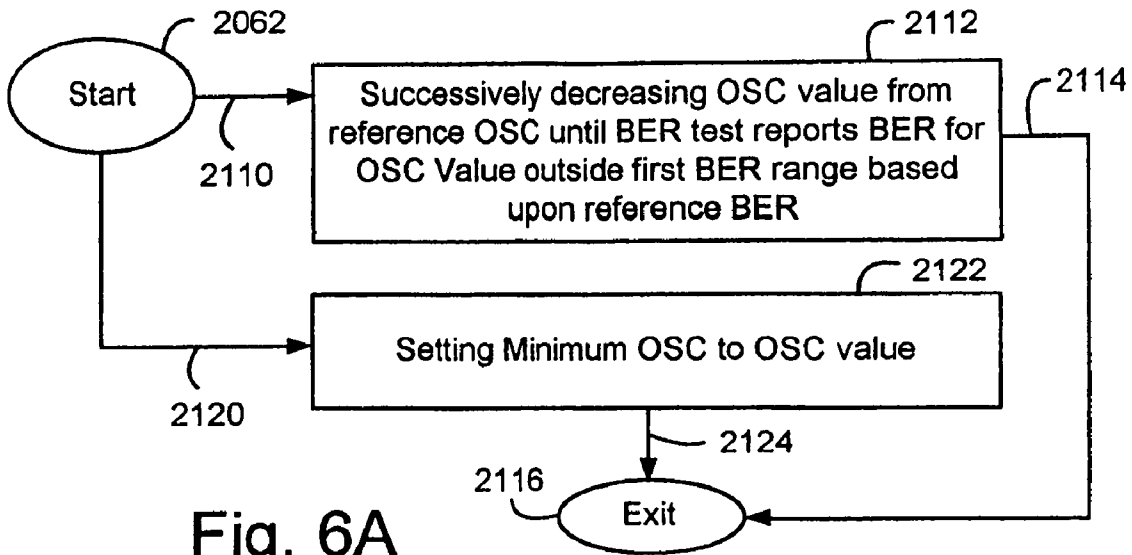 2062
Start
2110
2112
Successively decreasing OSC value from
reference OSC until BER test reports BER for
OSC Value outside first BER range based
upon reference BER
2114
2122
Setting Minimum OSC to OSC value
2120
2124
2116
Exit
Fig. 6A